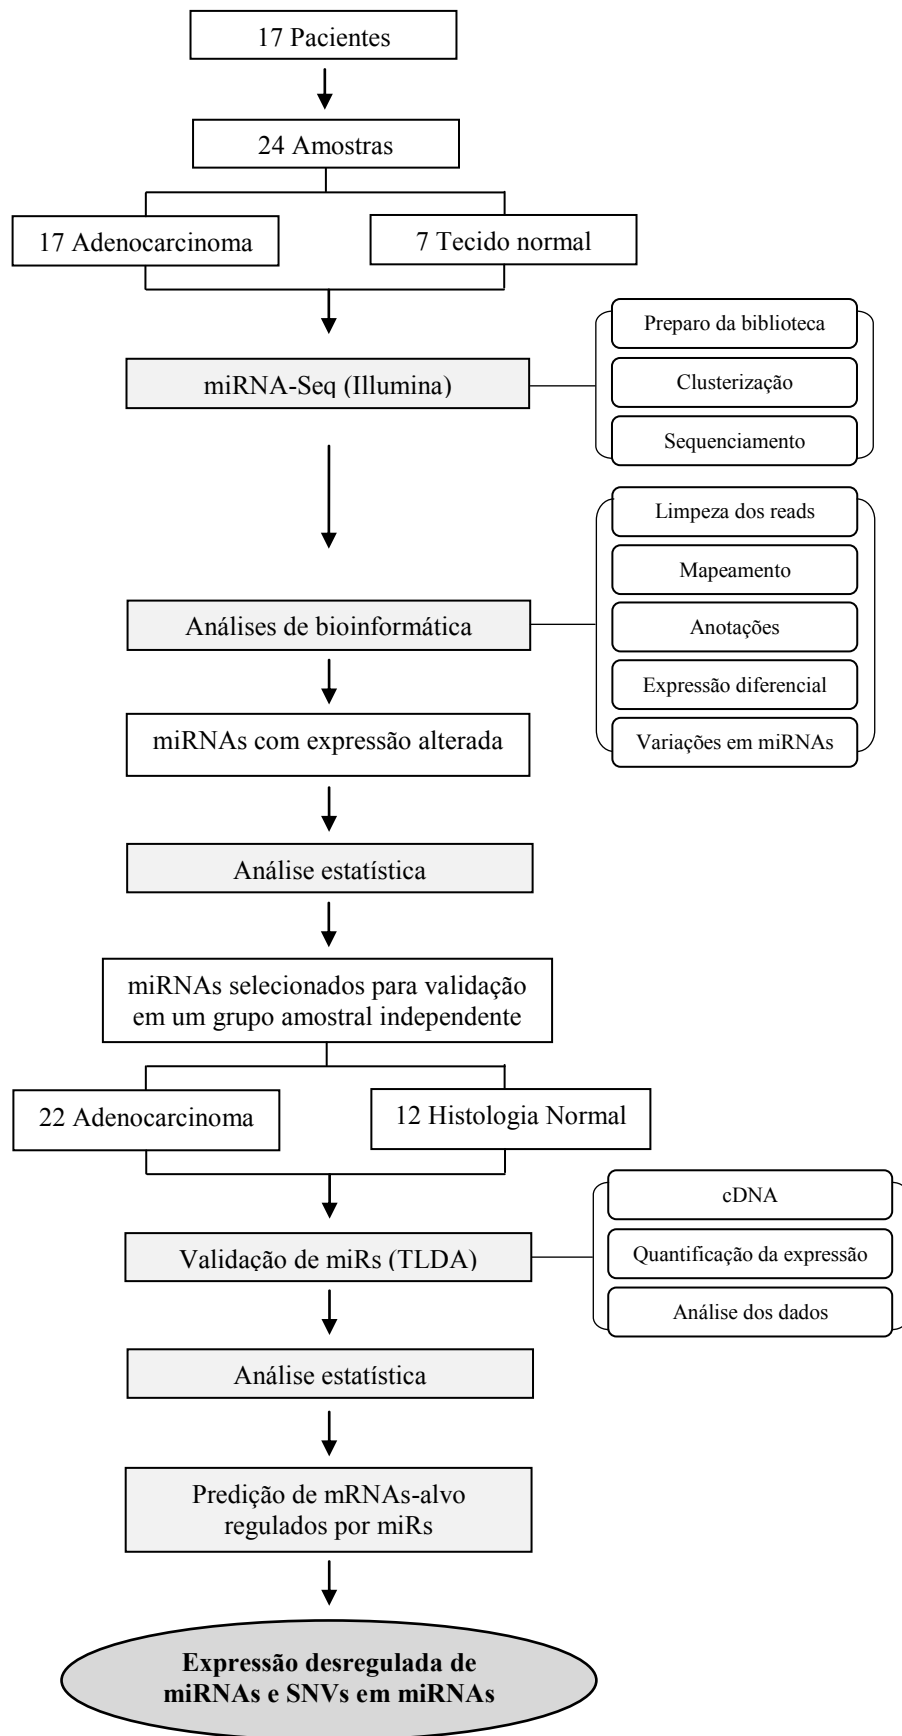 17 Pacientes
24 Amostras
17 Adenocarcinoma
7 Tecido normal
miRNA-Seq (Illumina)
Preparo da biblioteca
Clusterização
Sequenciamento
Análises de bioinformática
Limpeza dos reads
Mapeamento
Anotações
Expressão diferencial
Variações em miRNAs
miRNAs com expressão alterada
Análise estatística
miRNAs selecionados para validação
em um grupo amostral independente
22 Adenocarcinoma
12 Histologia Normal
Validação de miRs (TLDA)
cDNA
Quantificação da expressão
Análise dos dados
Análise estatística
Predição de mRNAs-alvo
regulados por miRs
Expressão desregulada de
miRNAs e SNVs em miRNAs